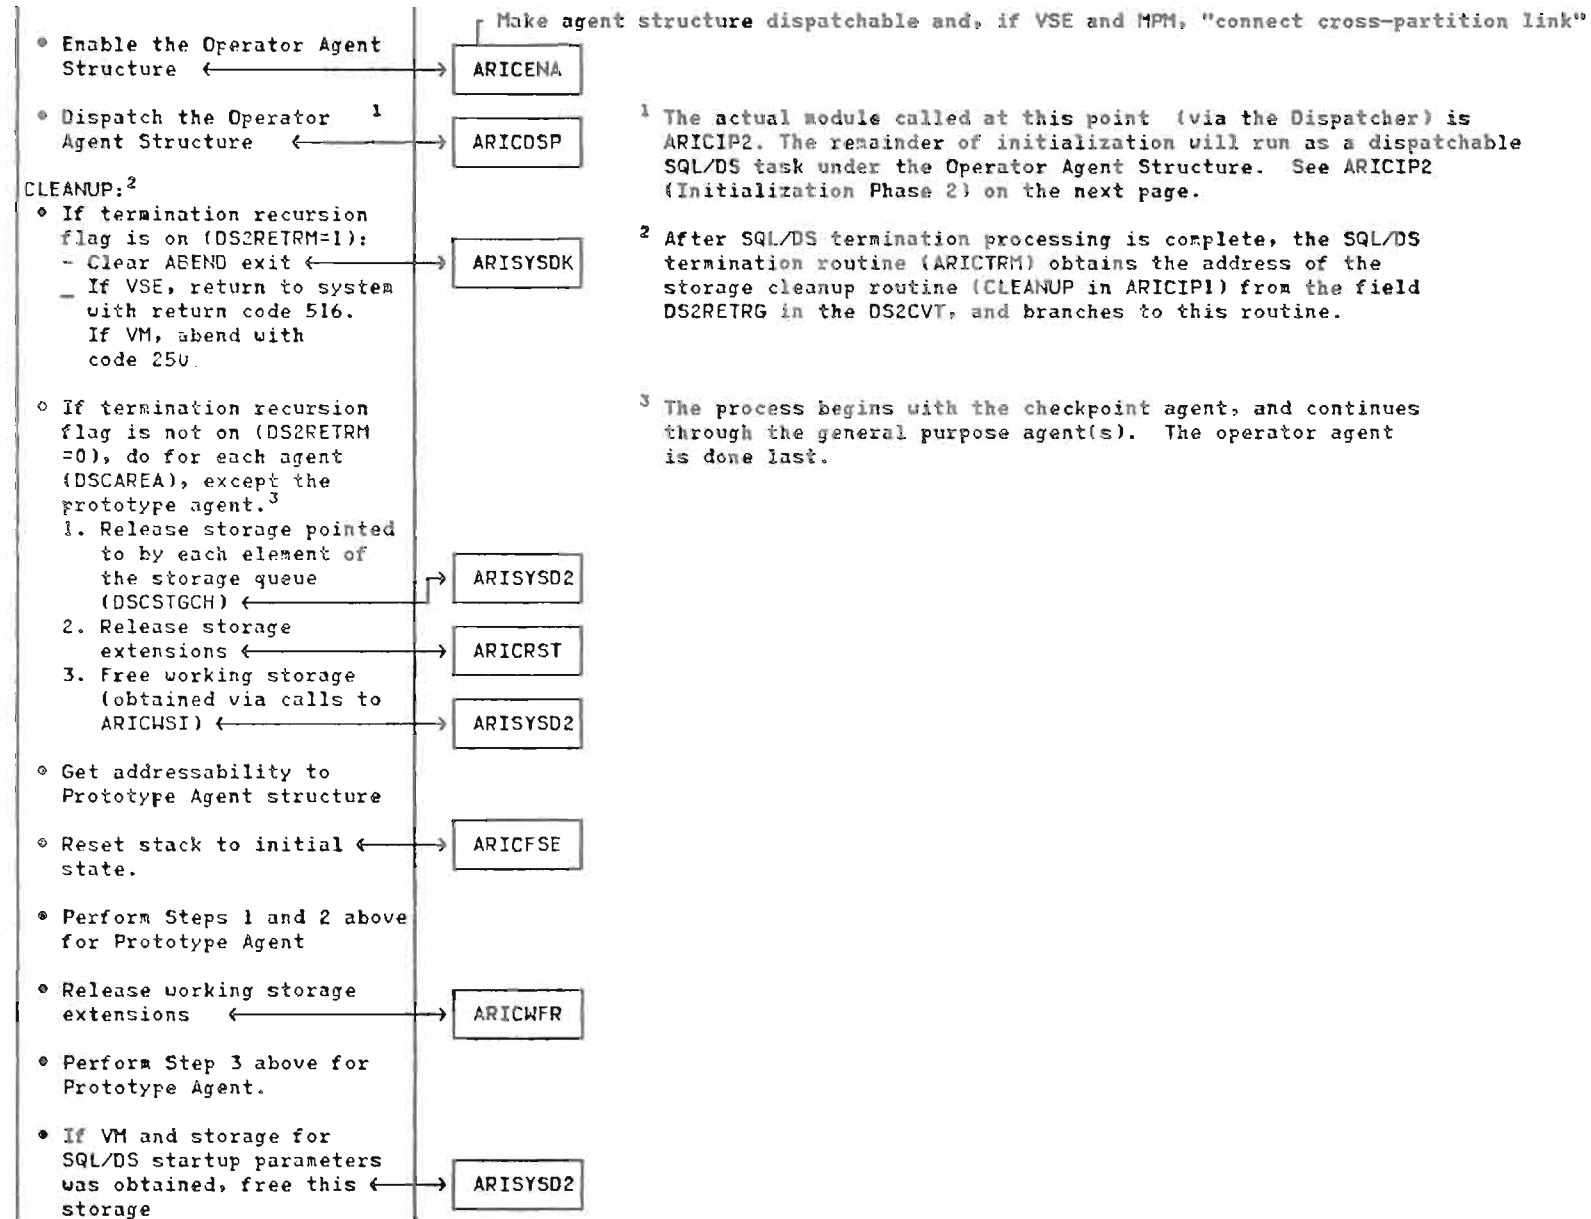 Make agent structure dispatchable and, if VSE and MPM, "connect cross-partition link"
• Enable the Operator Agent
Structure
ARICENA
• Dispatch the Operator 1
Agent Structure
ARICDSP
CLEANUP:2
• If termination recursion
flag is on (DS2RETRM=1):
- Clear ABEND exit
ARISYSDK
- If VSE, return to system
with return code 516.
If VM, abend with
code 250.
• If termination recursion
flag is not on (DS2RETRM
=0), do for each agent
(DSCAREA), except the
prototype agent.3
1. Release storage pointed
to by each element of
the storage queue
(DSCSTGCH)
ARISYSD2
2. Release storage
extensions
ARICRST
3. Free working storage
(obtained via calls to
ARICWSI)
ARISYSD2
• Get addressability to
Prototype Agent structure
• Reset stack to initial
state.
ARICFSE
• Perform Steps 1 and 2 above
for Prototype Agent
• Release working storage
extensions
ARICWFR
• Perform Step 3 above for
Prototype Agent.
• If VM and storage for
SQL/DS startup parameters
was obtained, free this
storage
ARISYSD2
1 The actual module called at this point (via the Dispatcher) is
ARICIP2. The remainder of initialization will run as a dispatchable
SQL/DS task under the Operator Agent Structure. See ARICIP2
(Initialization Phase 2) on the next page.
2 After SQL/DS termination processing is complete, the SQL/DS
termination routine (ARICTRM) obtains the address of the
storage cleanup routine (CLEANUP in ARICIP1) from the field
DS2RETRG in the DS2CVT, and branches to this routine.
3 The process begins with the checkpoint agent, and continues
through the general purpose agent(s). The operator agent
is done last.